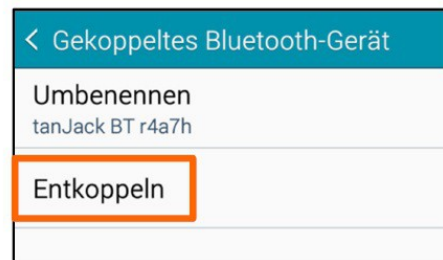 Gekoppeltes Bluetooth-Gerät
Umbenennen
tanJack BT r4a7h
Entkoppeln